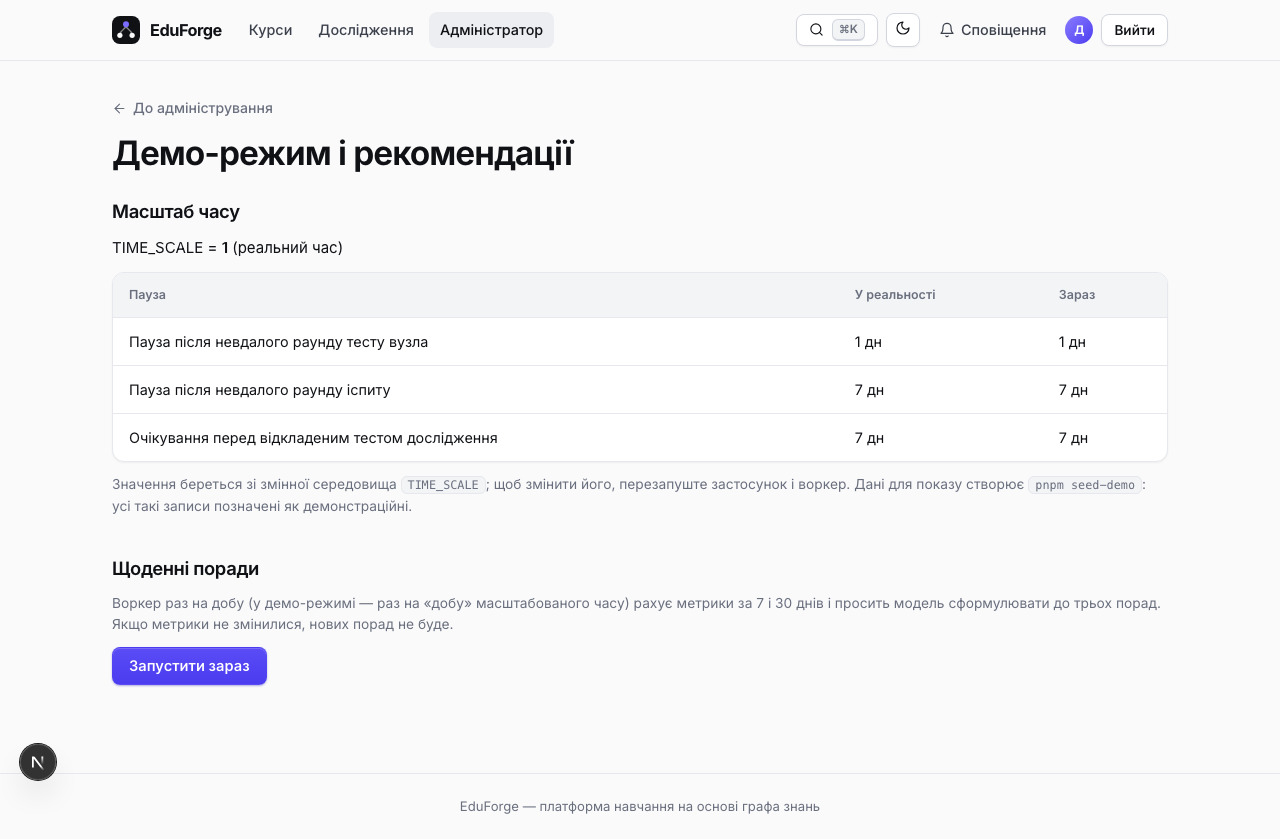 EduForge Курси Дослідження Адміністратор ⌘K Сповіщення Д Вийти
← До адміністрування
Демо-режим і рекомендації
Масштаб часу
TIME_SCALE = 1 (реальний час)
Пауза У реальності Зараз
Пауза після невдалого раунду тесту вузла 1 дн 1 дн
Пауза після невдалого раунду іспиту 7 дн 7 дн
Очікування перед відкладеним тестом дослідження 7 дн 7 дн
Значення береться зі змінної середовища TIME_SCALE; щоб змінити його, перезапустіть застосунок і воркер. Дані для показу створює pnpm seed-demo:
усі такі записи позначені як демонстраційні.
Щоденні поради
Воркер раз на добу (у демо-режимі — раз на «добу» масштабованого часу) рахує метрики за 7 і 30 днів і просить модель сформулювати до трьох порад.
Якщо метрики не змінилися, нових порад не буде.
Запустити зараз
N
EduForge — платформа навчання на основі графа знань